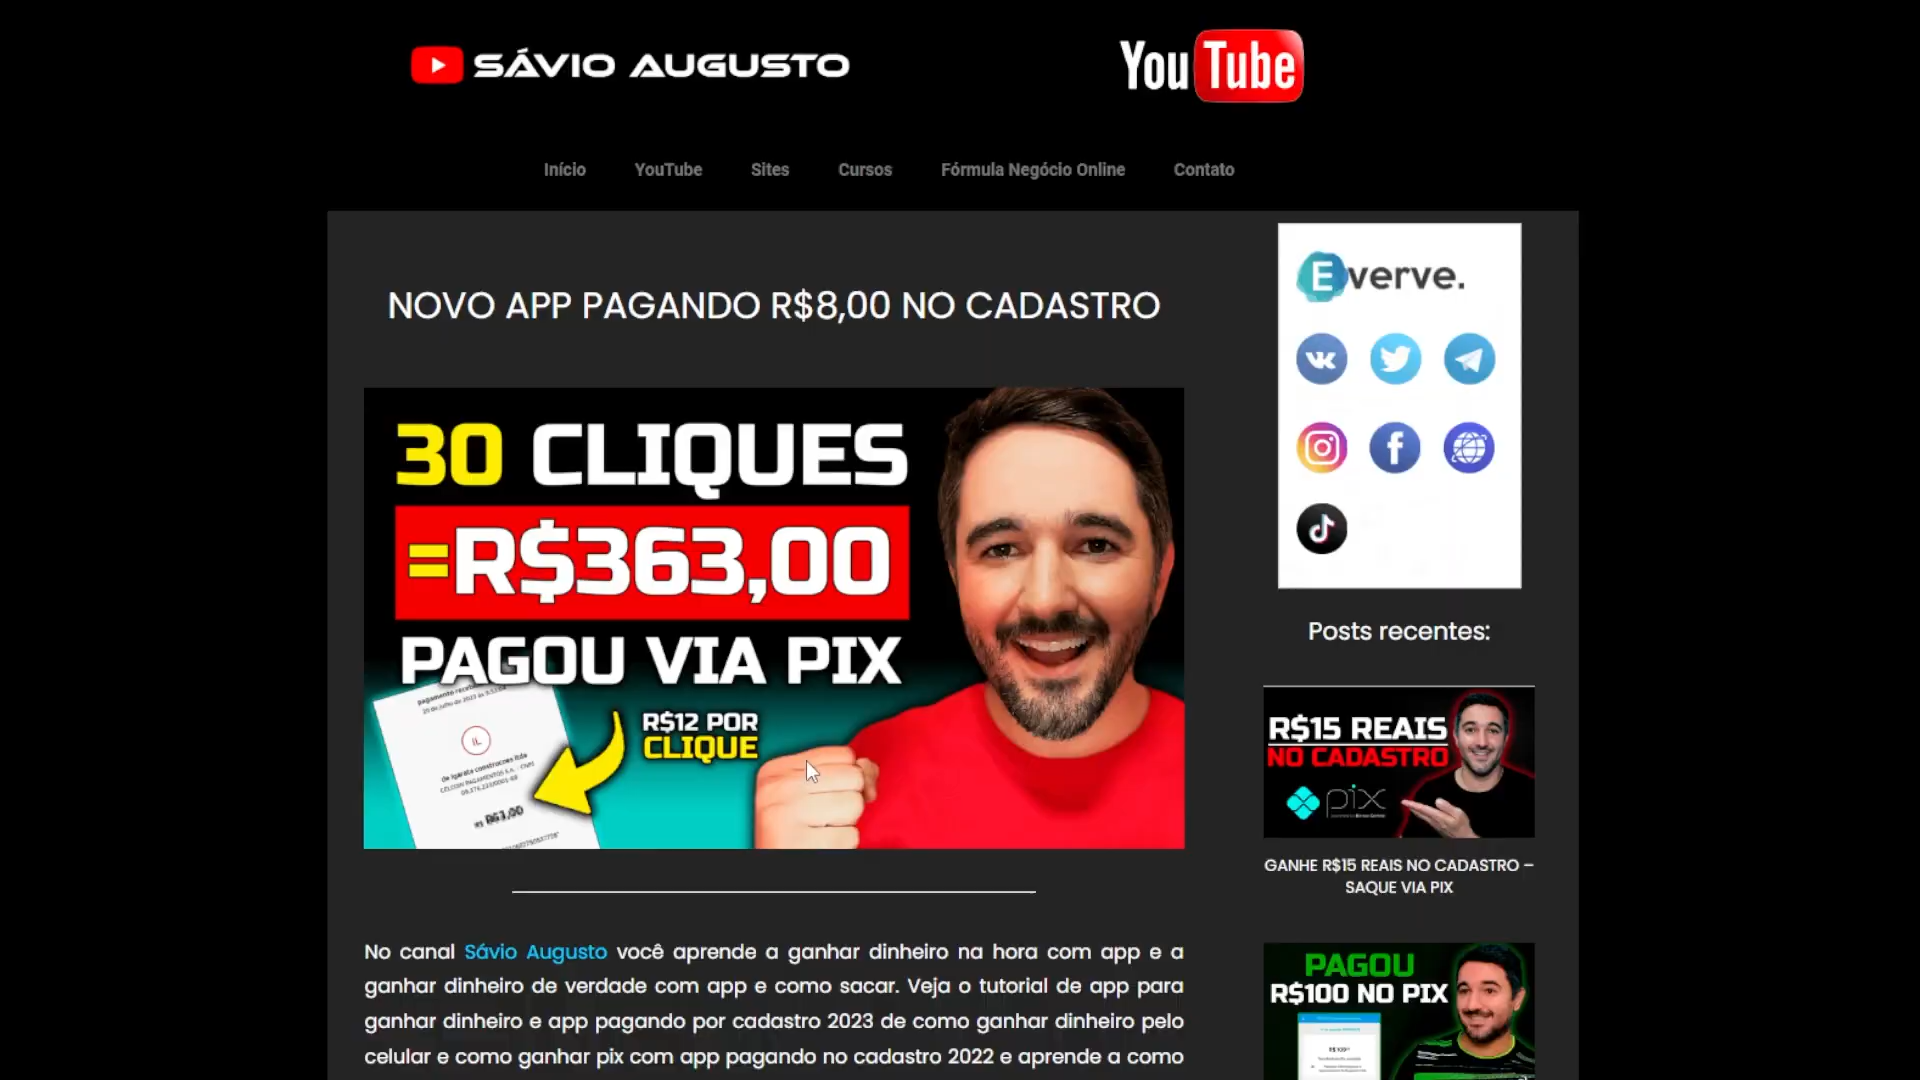 SÁVIO AUGUSTO
YouTube
Início YouTube Sites Cursos Fórmula Negócio Online Contato
NOVO APP PAGANDO R$8,00 NO CADASTRO
30 CLIQUES
=R$363,00
PAGOU VIA PIX
R$12 POR
CLIQUE
IL
No canal Sávio Augusto você aprende a ganhar dinheiro na hora com app e a
ganhar dinheiro de verdade com app e como sacar. Veja o tutorial de app para
ganhar dinheiro e app pagando por cadastro 2023 de como ganhar dinheiro pelo
celular e como ganhar pix com app pagando no cadastro 2022 e aprende a como
Everve.
Posts recentes:
R$15 REAIS
NO CADASTRO
pix
GANHE R$15 REAIS NO CADASTRO –
SAQUE VIA PIX
PAGOU
R$100 NO PIX